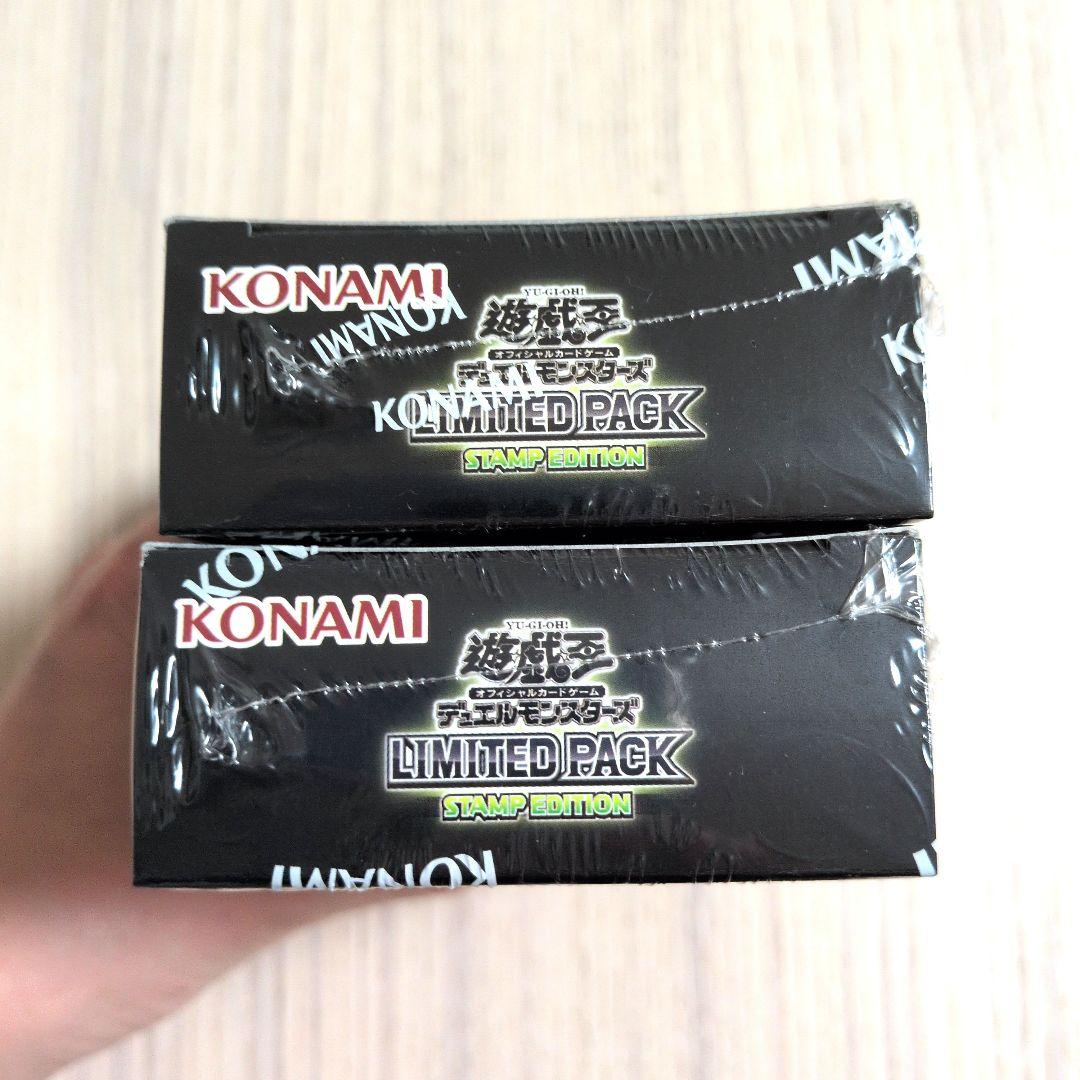 KONAMI
KONAMI
KONAMI
AMI
K
YU-GI-OH!
遊戯王
オフィシャルカードゲーム
デュエルモンスターズ
LIMITED PACK
STAMP EDITION
KON
KONAMI
YU-GI-OH!
遊戯王
オフィシャルカードゲーム
デュエルモンスターズ
LIMITED PACK
STAMP EDITION
KONAMI